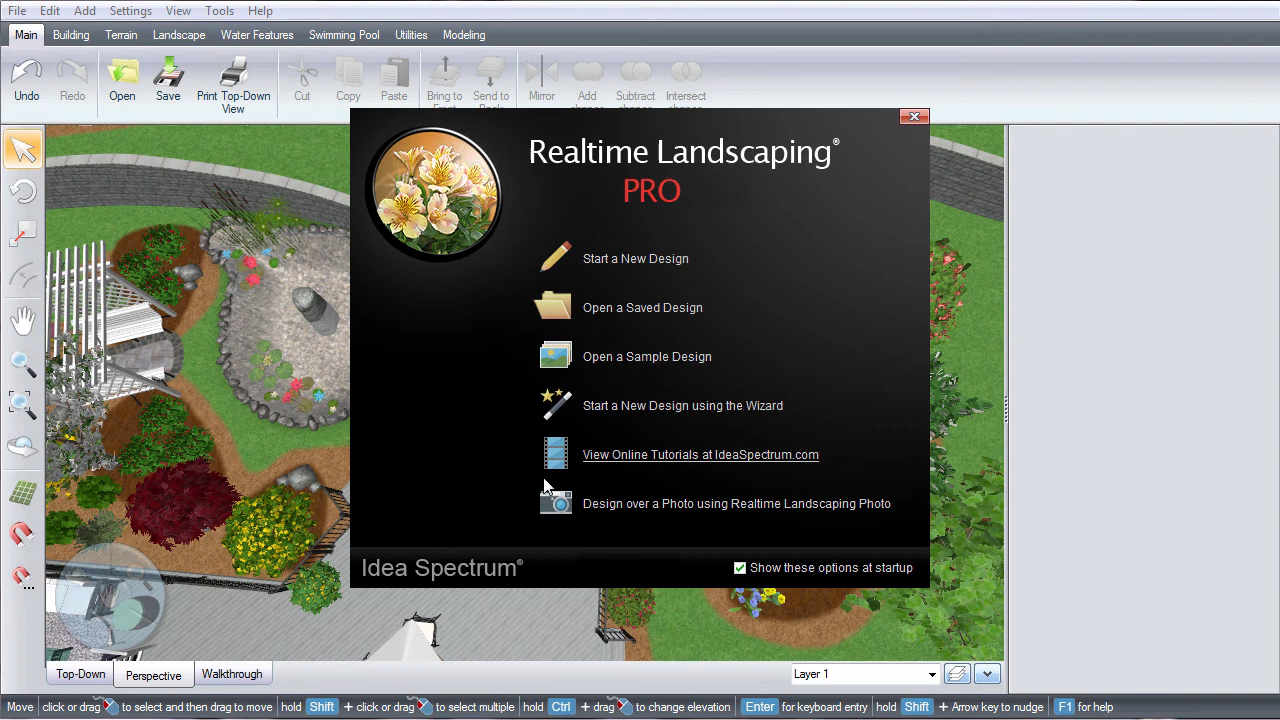 File Edit Add Settings View Tools Help
Main Building Terrain Landscape Water Features Swimming Pool Utilities Modeling
Undo Redo Open Save Print Top-Down View Cut Copy Paste Bring to Send to Mirror Add Subtract Intersect
Realtime Landscaping®
PRO
Start a New Design
Open a Saved Design
Open a Sample Design
Start a New Design using the Wizard
View Online Tutorials at IdeaSpectrum.com
Design over a Photo using Realtime Landscaping Photo
Idea Spectrum®
Show these options at startup
Top-Down Perspective Walkthrough Layer 1
Move click or drag to select and then drag to move hold Shift + click or drag to select multiple hold Ctrl + drag to change elevation Enter for keyboard entry hold Shift + Arrow key to nudge F1 for help